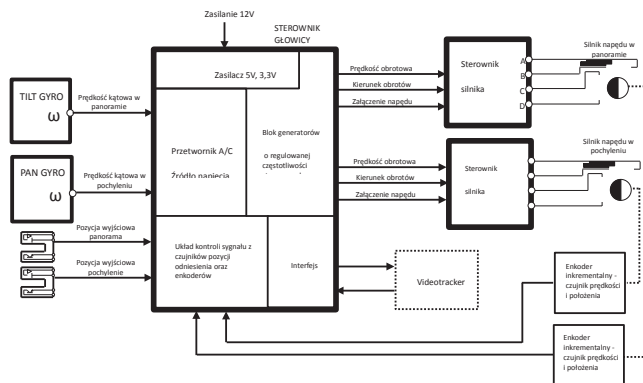 Zasilanie 12V
STEROWNIK
GŁOWICY
Zasilacz 5V, 3,3V
TILT GYRO
ω
Prędkość kątowa w
panoramie
PAN GYRO
ω
Prędkość kątowa w
pochyleniu
Przetwornik A/C
Źródło napięcia
Blok generatorów
o regulowanej
częstotliwości
Pozycja wyjściowa
panorama
Pozycja wyjściowa
pochylenie
Układ kontroli sygnału z
czujników pozycji
odniesienia oraz
enkoderów
Interfejs
Prędkość obrotowa
Kierunek obrotów
Załączenie napędu
Sterownik
silnika
A
B
C
D
Silnik napędu w
panoramie
Prędkość obrotowa
Kierunek obrotów
Załączenie napędu
Sterownik
silnika
Silnik napędu w
pochyleniu
Videotracker
Enkoder
inkrementalny -
czujnik prędkości
i położenia
Enkoder
inkrementalny -
czujnik prędkości
i położenia